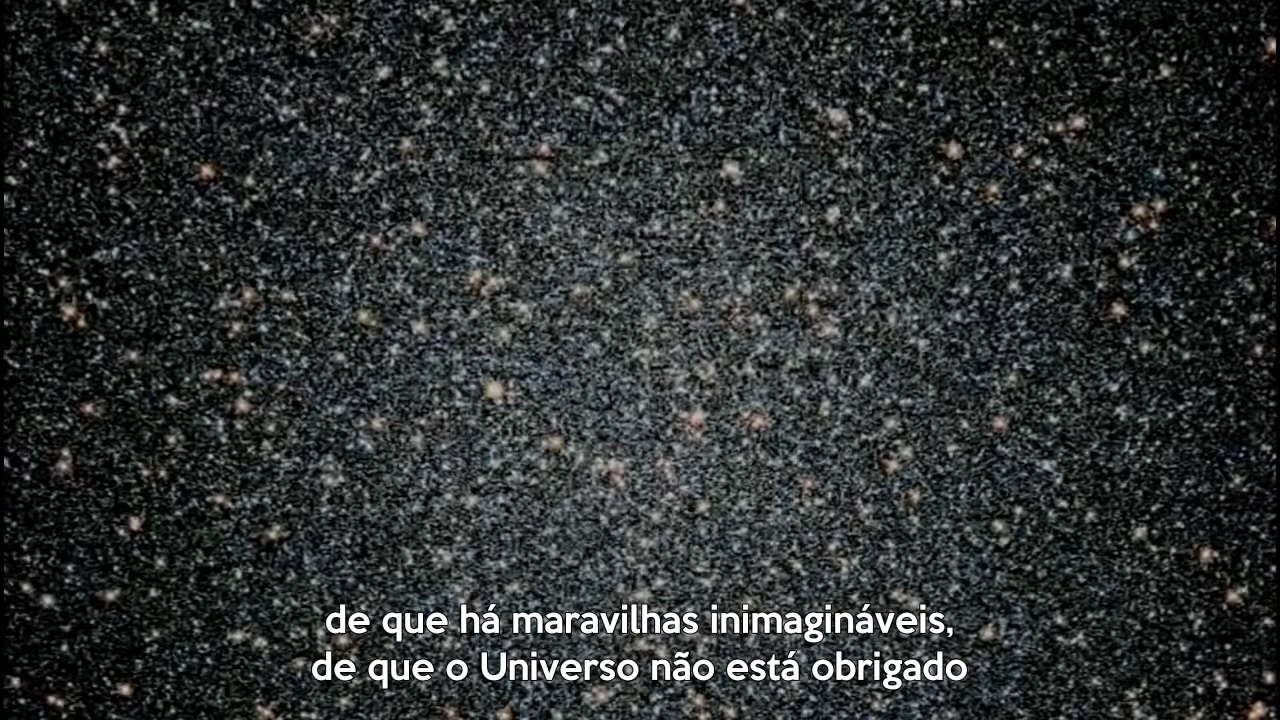 de que há maravilhas inimagináveis,
de que o Universo não está obrigado